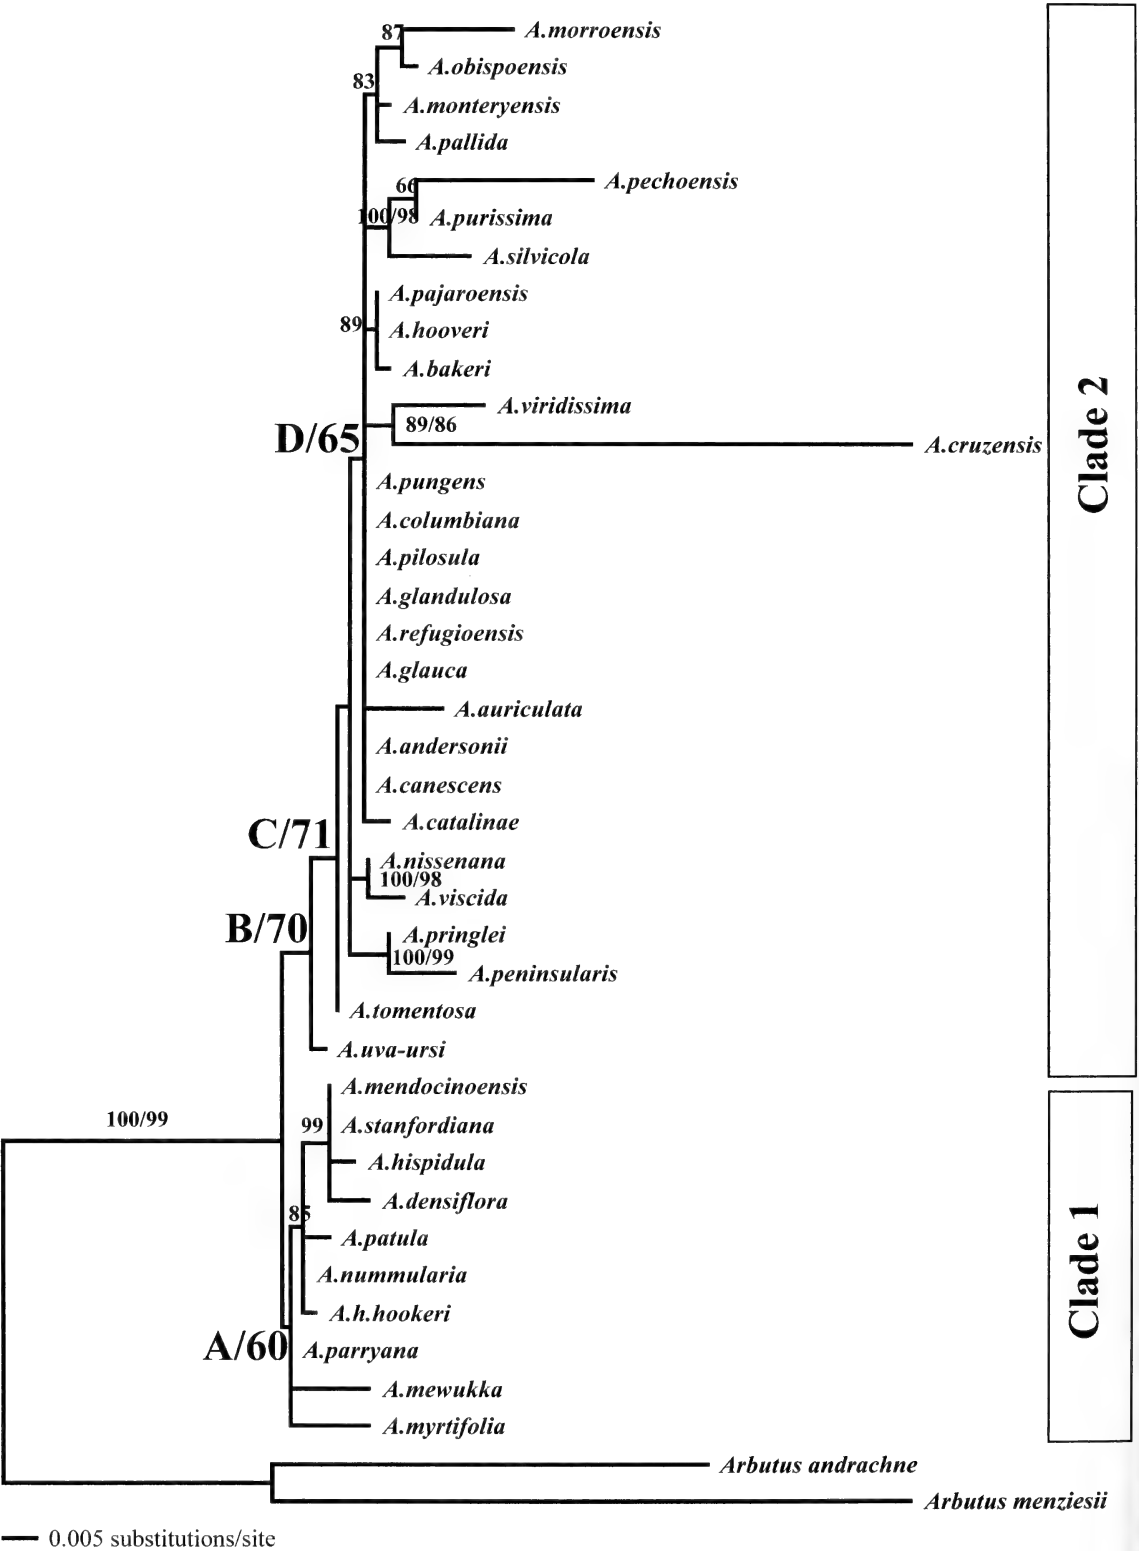 87
A.morroensis
A.obispoensis
83
A.monteryensis
A.pallida
A.pechoensis
66
100/98
A.purissima
A.silvicola
A.pajaroensis
89
A.hooveri
A.bakeri
A.viridissima
89/86
D/65
A.cruzensis
A.pungens
A.columbiana
A.pilosula
A.glandulosa
A.refugioensis
A.glauca
A.auriculata
A.andersonii
A.canescens
A.catalinae
C/71
A.nissenana
100/98
A.viscida
B/70
A.pringlei
100/99
A.peninsularis
A.tomentosa
A.uva-ursi
Clade 2
A.mendocinoensis
100/99
99
A.stanfordiana
A.hispidula
A.densiflora
85
A.patula
A.nummularia
A.h.hookeri
A/60
A.parryana
A.mewukka
A.myrtifolia
Clade 1
Arbutus andrachne
Arbutus menziesii
0.005 substitutions/site